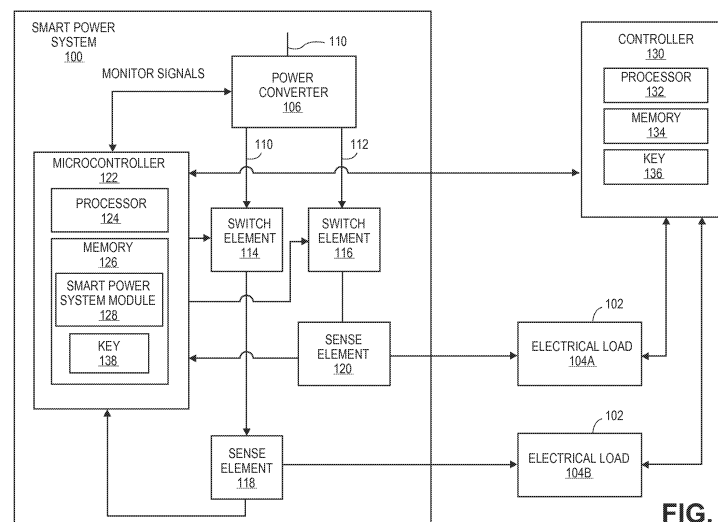 SMART POWER
SYSTEM
100
110
MONITOR SIGNALS
POWER
CONVERTER
106
110
112
CONTROLLER
130
PROCESSOR
132
MEMORY
134
KEY
136
MICROCONTROLLER
122
PROCESSOR
124
MEMORY
126
SMART POWER
SYSTEM MODULE
128
KEY
138
SWITCH
ELEMENT
114
SWITCH
ELEMENT
116
SENSE
ELEMENT
120
102
ELECTRICAL LOAD
104A
SENSE
ELEMENT
118
102
ELECTRICAL LOAD
104B
FIG.